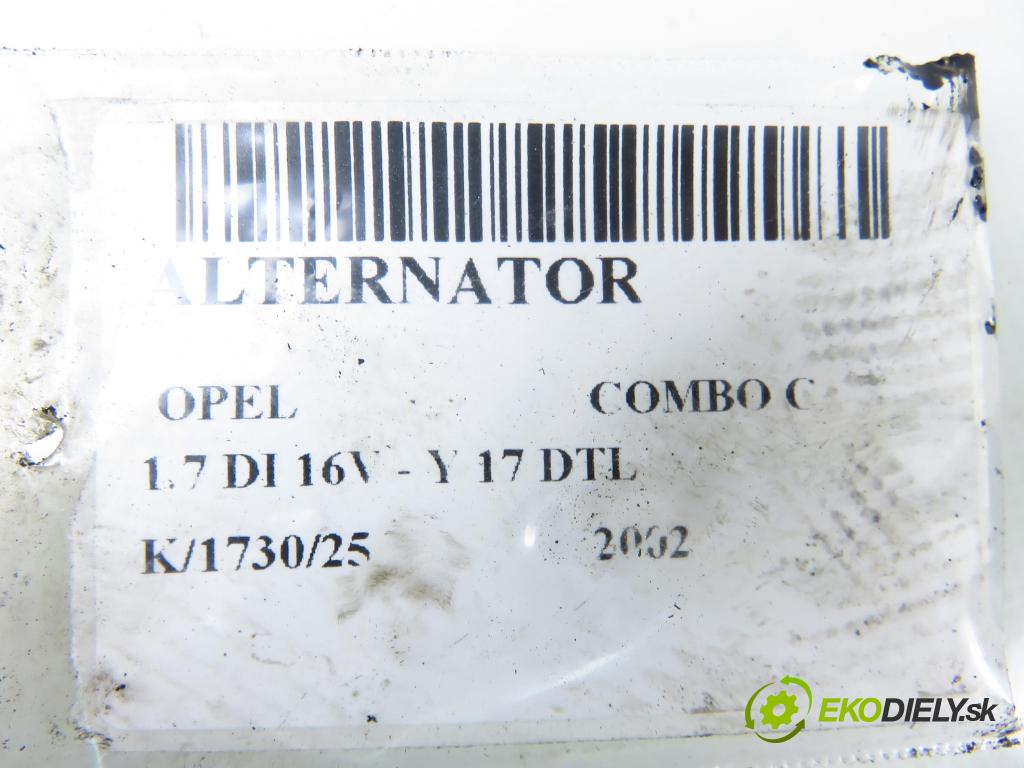 ALTERNATOR
OPEL COMBO C
1.7 DI 16V - Y 17 DTL
K/1730/25 2002
EKODIELY.sk